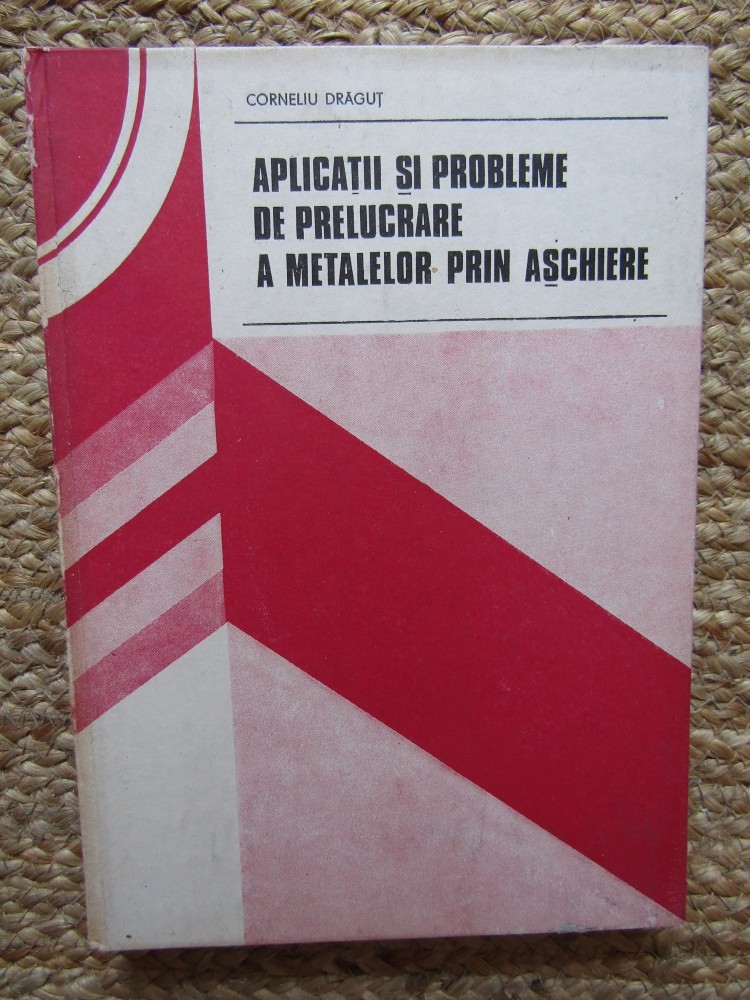 CORNELIU DRĂGUȚ
APLICAȚII ȘI PROBLEME
DE PRELUCRARE
A METALELOR PRIN AȘCHIERE